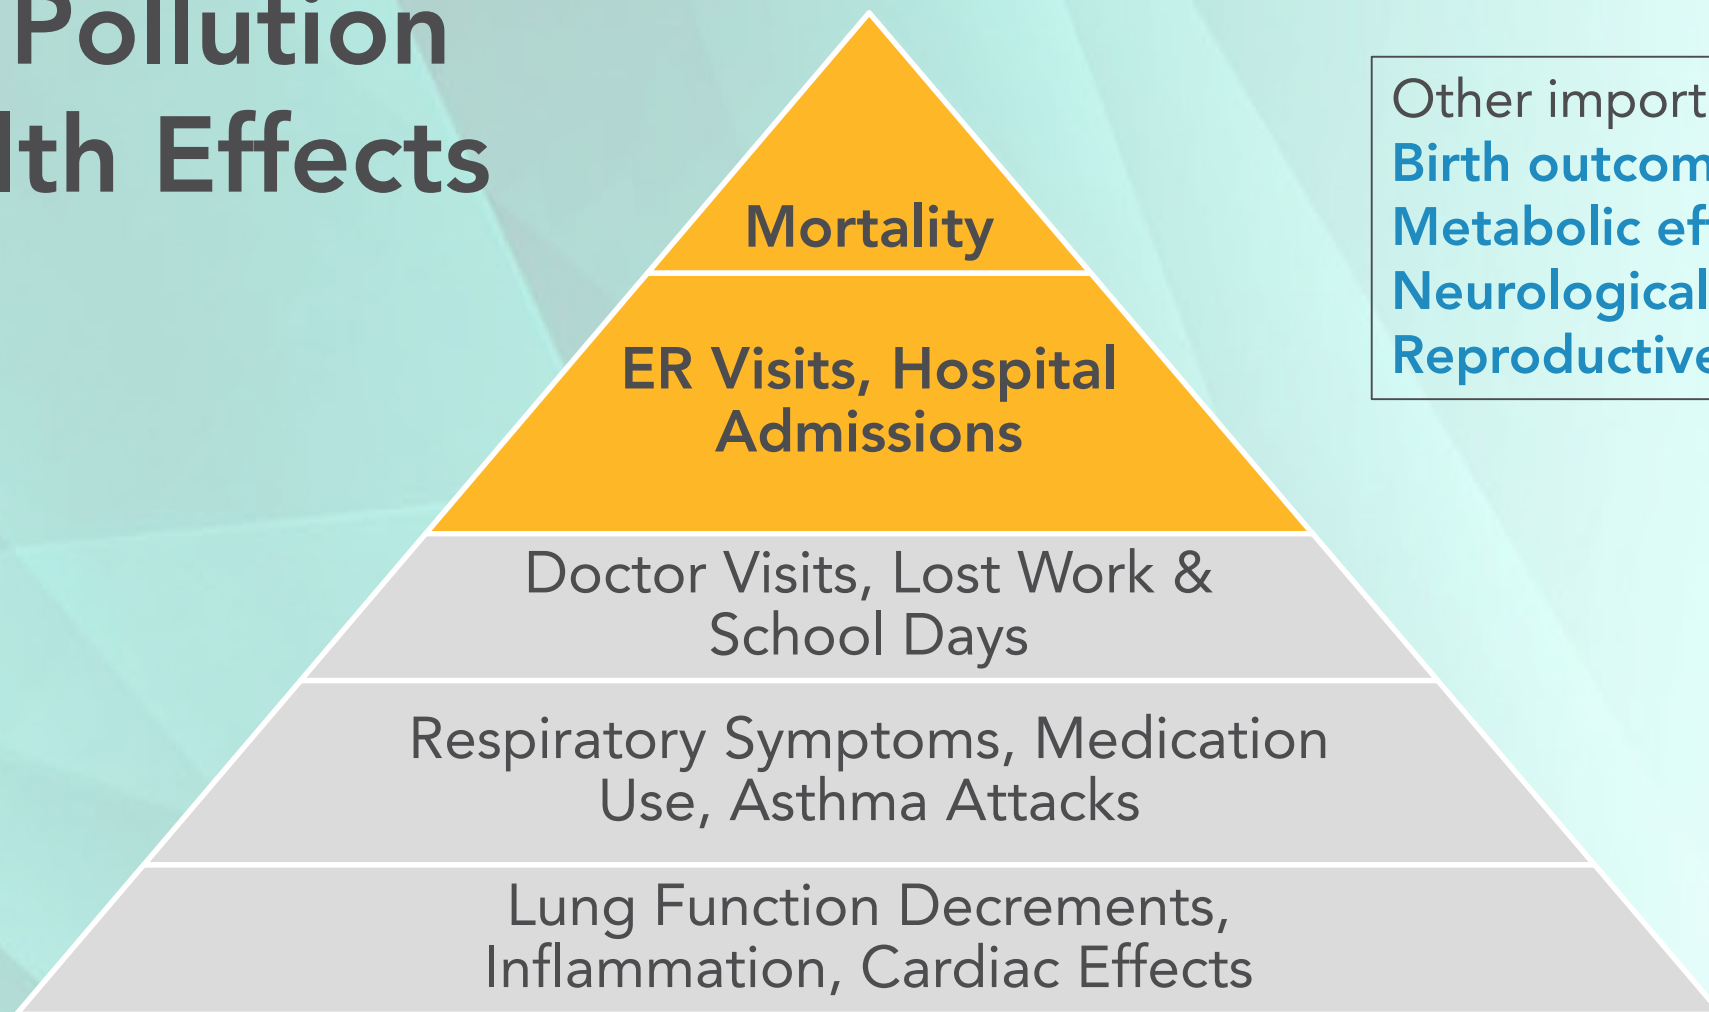 Pollution
lth Effects
Mortality
ER Visits, Hospital
Admissions
Doctor Visits, Lost Work &
School Days
Respiratory Symptoms, Medication
Use, Asthma Attacks
Lung Function Decrements,
Inflammation, Cardiac Effects
Other import
Birth outcom
Metabolic eff
Neurological
Reproductive